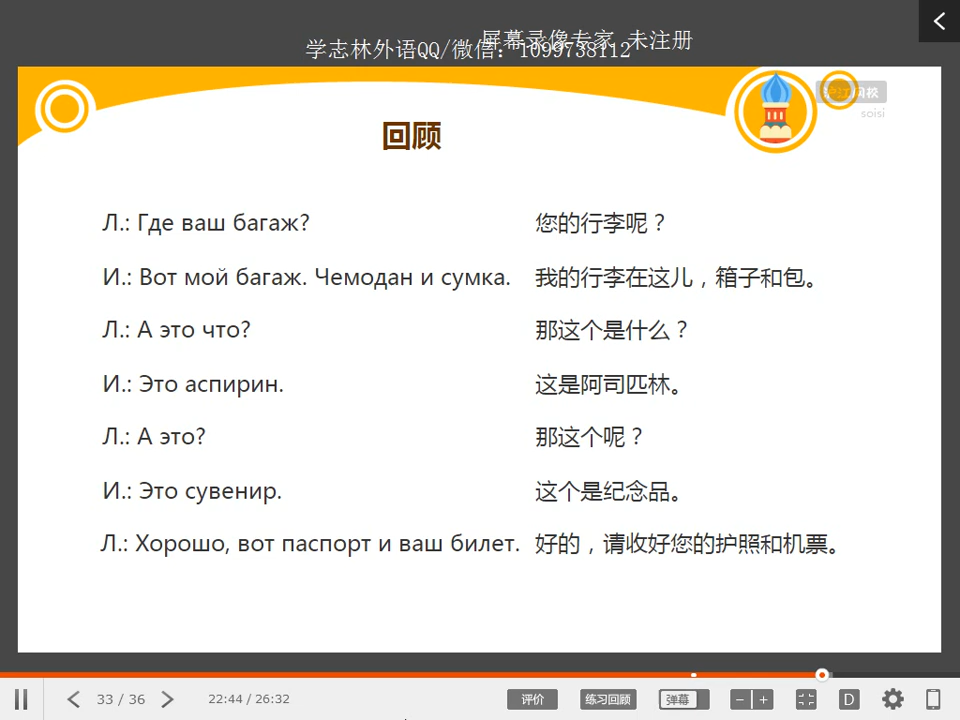 屏幕录像专家 未注册
学志林外语QQ/微信：1099738112
沪江网校
soisi
回顾
Л.: Где ваш багаж? 您的行李呢？
И.: Вот мой багаж. Чемодан и сумка. 我的行李在这儿，箱子和包。
Л.: А это что? 那这个是什么？
И.: Это аспирин. 这是阿司匹林。
Л.: А это? 那这个呢？
И.: Это сувенир. 这个是纪念品。
Л.: Хорошо, вот паспорт и ваш билет. 好的，请收好您的护照和机票。
33 / 36 22:44 / 26:32 评价 练习回顾 弹幕 D